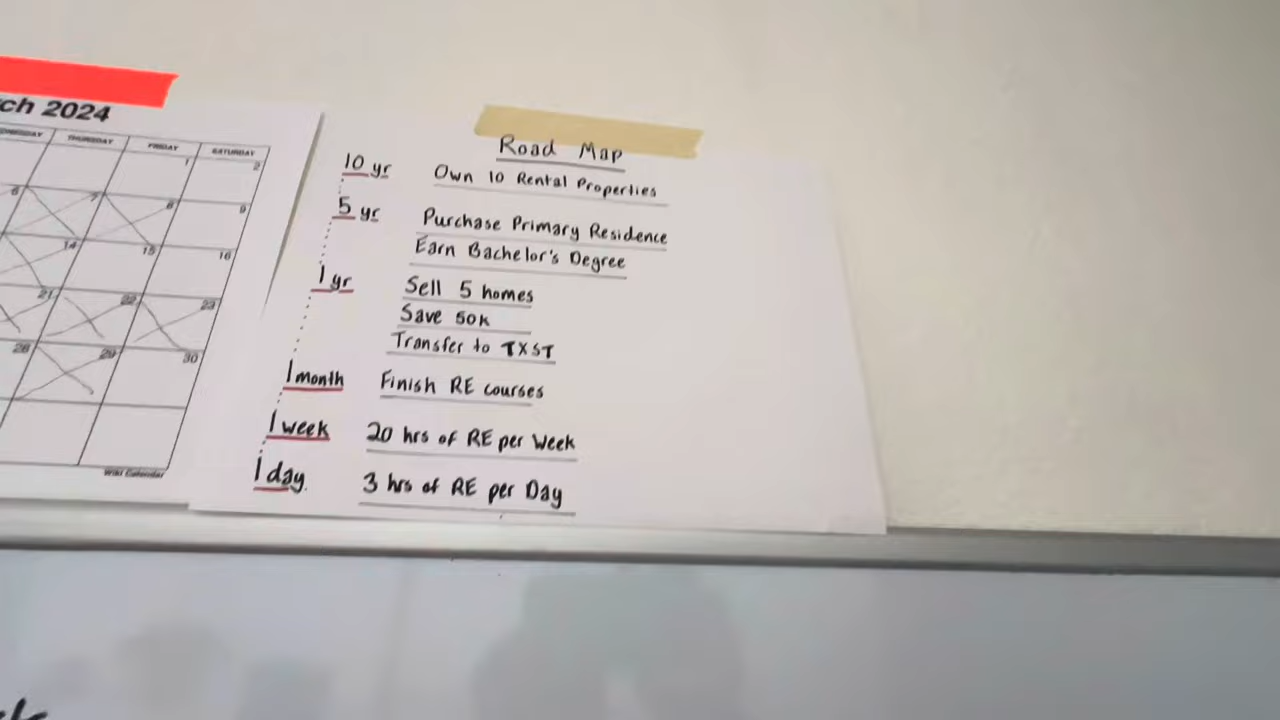 ch 2024
THURSDAY FRIDAY SATURDAY
1 2
6 7 8 9
14 15 16
21 22 23
28 29 30
Wiki Calendar
Road Map
10 yr Own 10 Rental Properties
5 yr Purchase Primary Residence
Earn Bachelor's Degree
1 yr Sell 5 homes
Save 50K
Transfer to TXST
1 month Finish RE courses
1 week 20 hrs of RE per Week
1 day 3 hrs of RE per Day